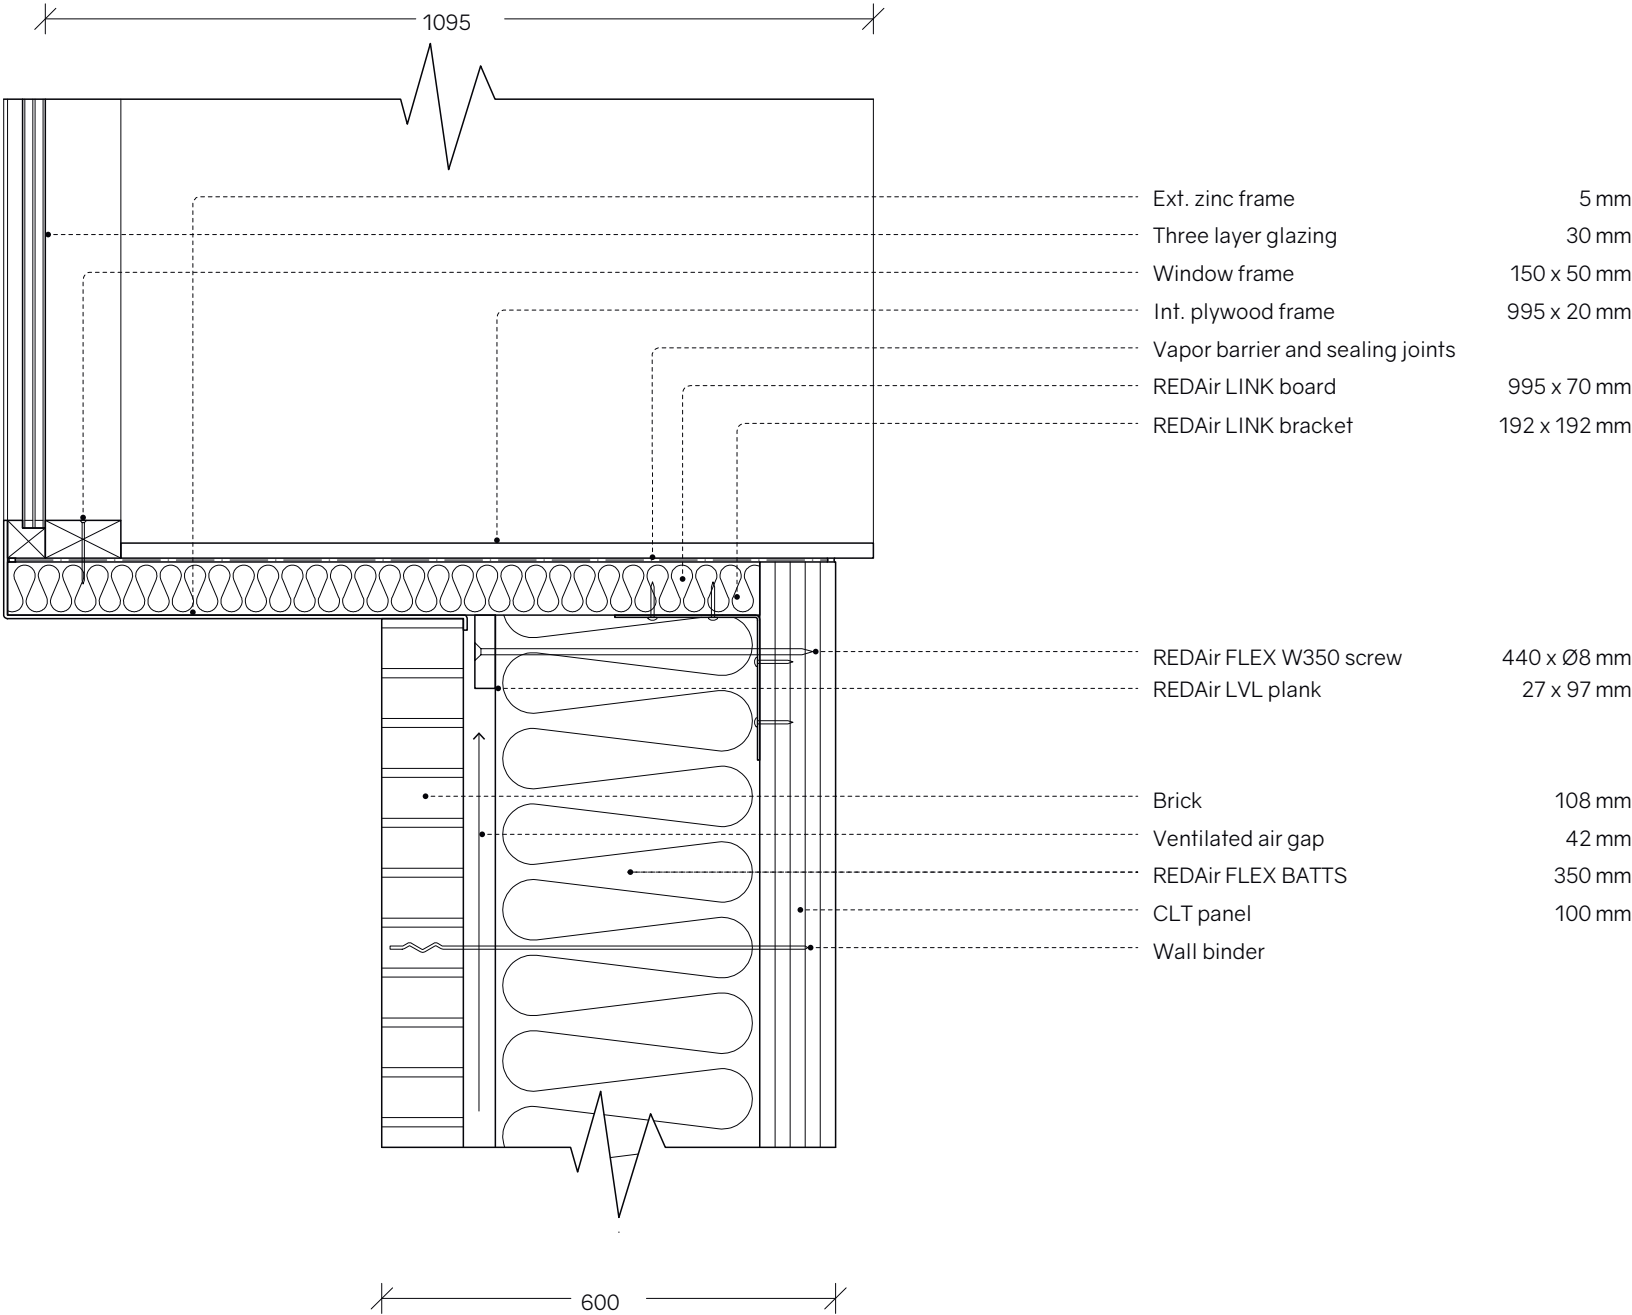 1095
Ext. zinc frame 5 mm
Three layer glazing 30 mm
Window frame 150 x 50 mm
Int. plywood frame 995 x 20 mm
Vapor barrier and sealing joints
REDAir LINK board 995 x 70 mm
REDAir LINK bracket 192 x 192 mm
REDAir FLEX W350 screw 440 x Ø8 mm
REDAir LVL plank 27 x 97 mm
Brick 108 mm
Ventilated air gap 42 mm
REDAir FLEX BATTS 350 mm
CLT panel 100 mm
Wall binder
600